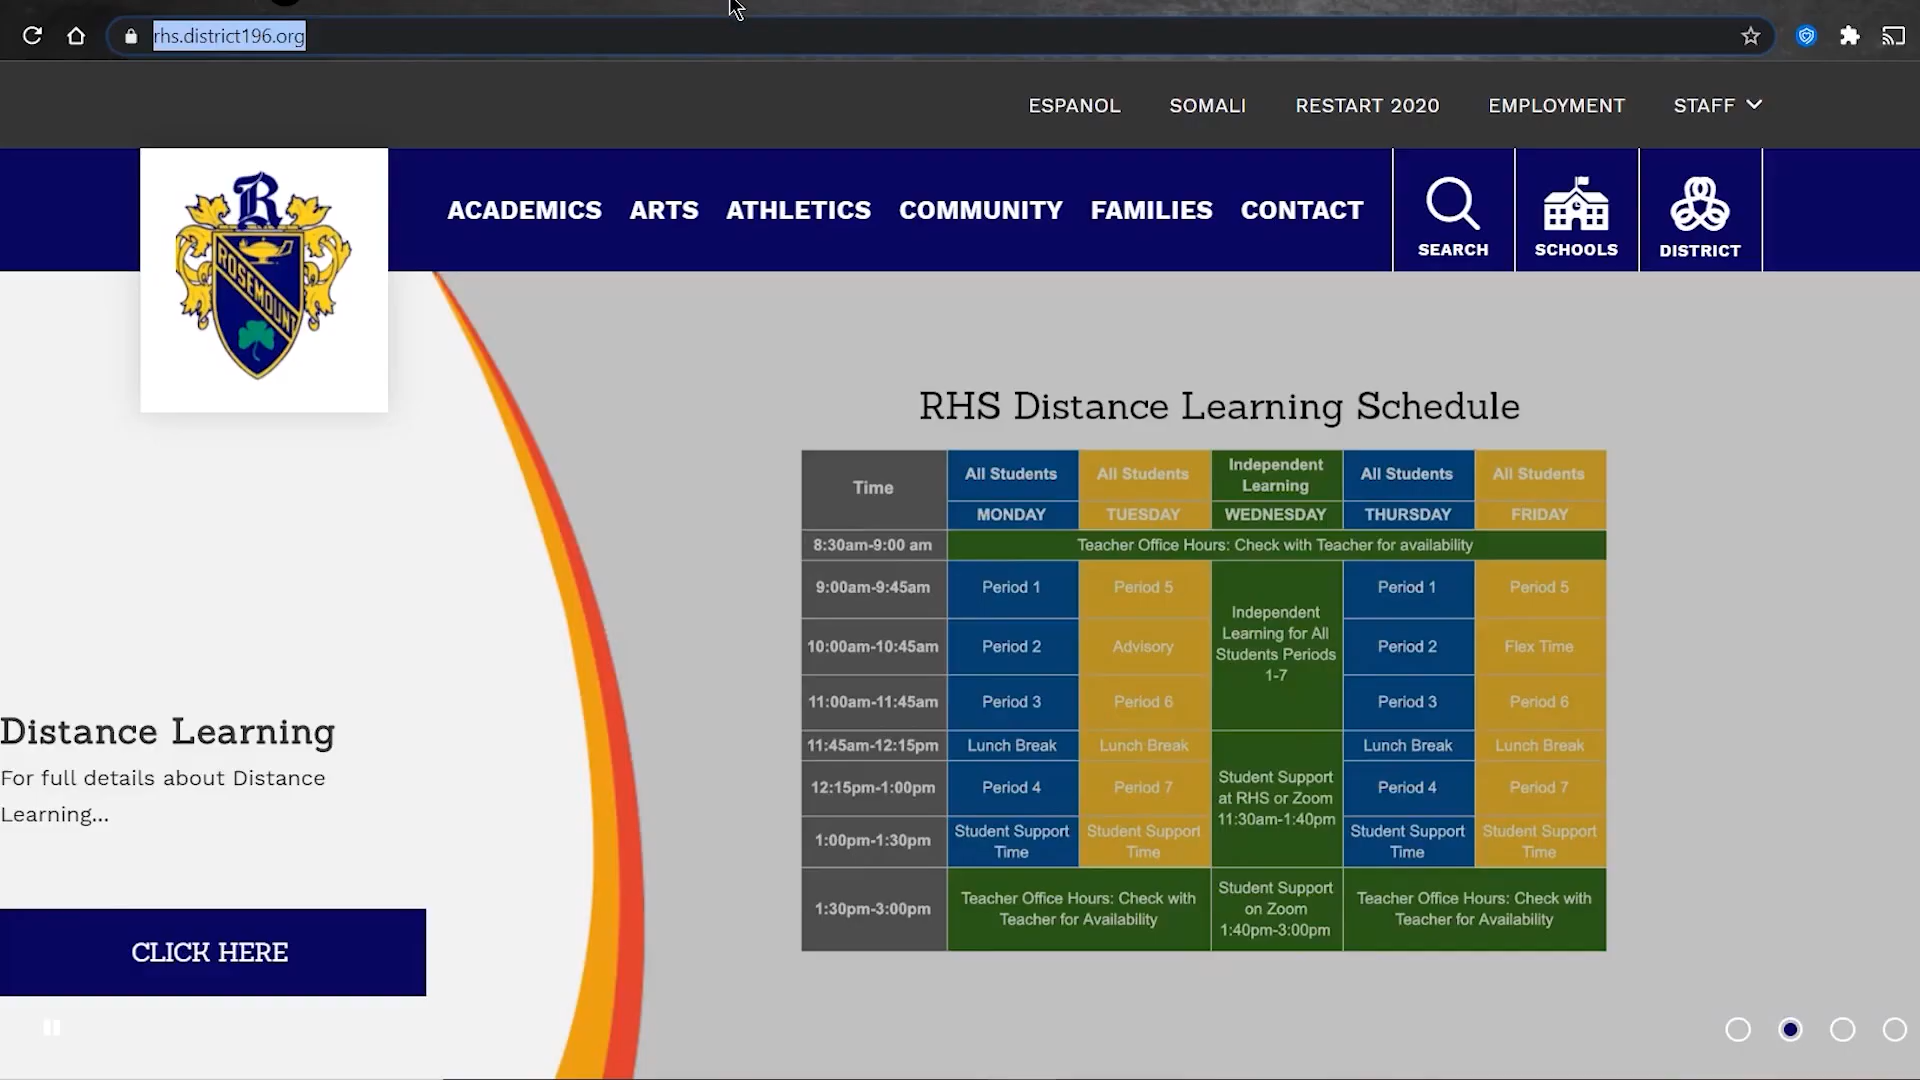 rhs.district196.org
ESPANOL SOMALI RESTART 2020 EMPLOYMENT STAFF
R
ROSEMOUNT
ACADEMICS ARTS ATHLETICS COMMUNITY FAMILIES CONTACT
SEARCH SCHOOLS DISTRICT
Distance Learning
For full details about Distance
Learning...
CLICK HERE
RHS Distance Learning Schedule
Time All Students All Students Independent Learning All Students All Students
MONDAY TUESDAY WEDNESDAY THURSDAY FRIDAY
8:30am-9:00 am Teacher Office Hours: Check with Teacher for availability
9:00am-9:45am Period 1 Period 5 Period 1 Period 5
Independent
Learning for All
Students Periods
1-7
10:00am-10:45am Period 2 Advisory Period 2 Flex Time
11:00am-11:45am Period 3 Period 6 Period 3 Period 6
11:45am-12:15pm Lunch Break Lunch Break Lunch Break Lunch Break
Student Support
at RHS or Zoom
11:30am-1:40pm
12:15pm-1:00pm Period 4 Period 7 Period 4 Period 7
1:00pm-1:30pm Student Support Time Student Support Time Student Support Time Student Support Time
1:30pm-3:00pm
Teacher Office Hours: Check with
Teacher for Availability
Student Support
on Zoom
1:40pm-3:00pm
Teacher Office Hours: Check with
Teacher for Availability